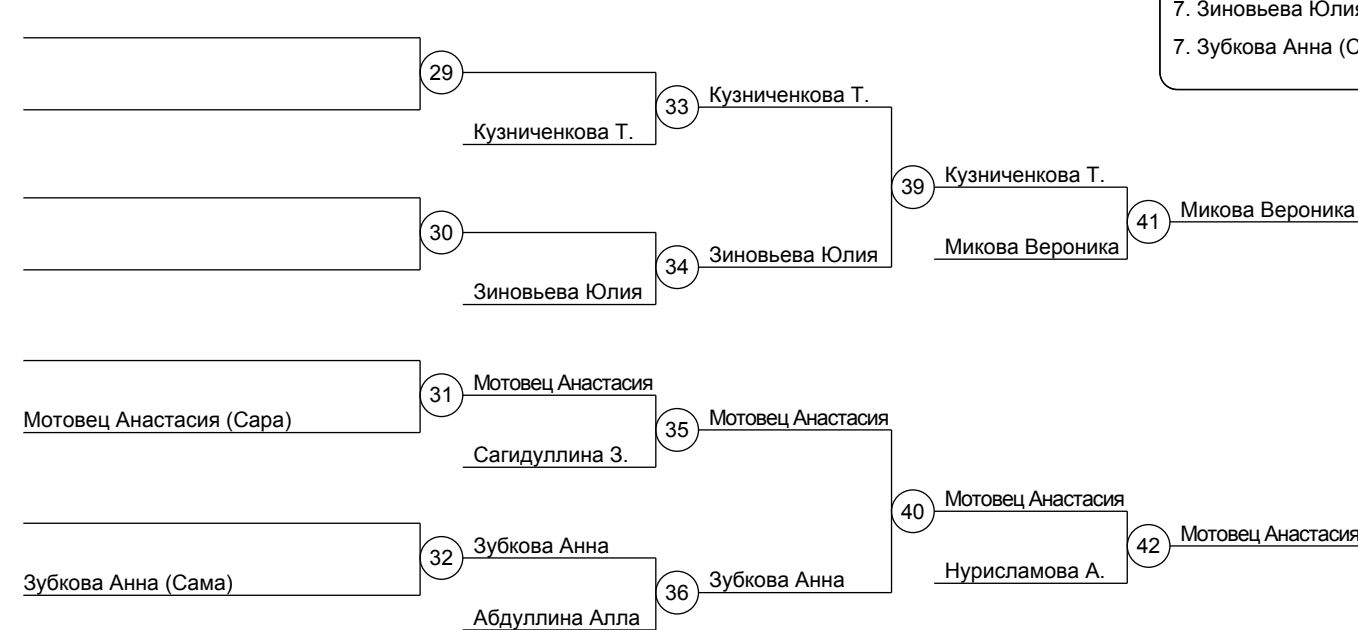 7. Зиновьева Юлия
7. Зубкова Анна (С
29
Кузниченкова Т.
33
Кузниченкова Т.
39
Кузниченкова Т.
30
Зиновьева Юлия
34
Зиновьева Юлия
Микова Вероника
41
Микова Вероника
31
Мотовец Анастасия
Мотовец Анастасия (Сара)
35
Мотовец Анастасия
Сагидуллина З.
40
Мотовец Анастасия
32
Зубкова Анна
Зубкова Анна (Сама)
36
Зубкова Анна
Абдуллина Алла
Нурисламова А.
42
Мотовец Анастасия